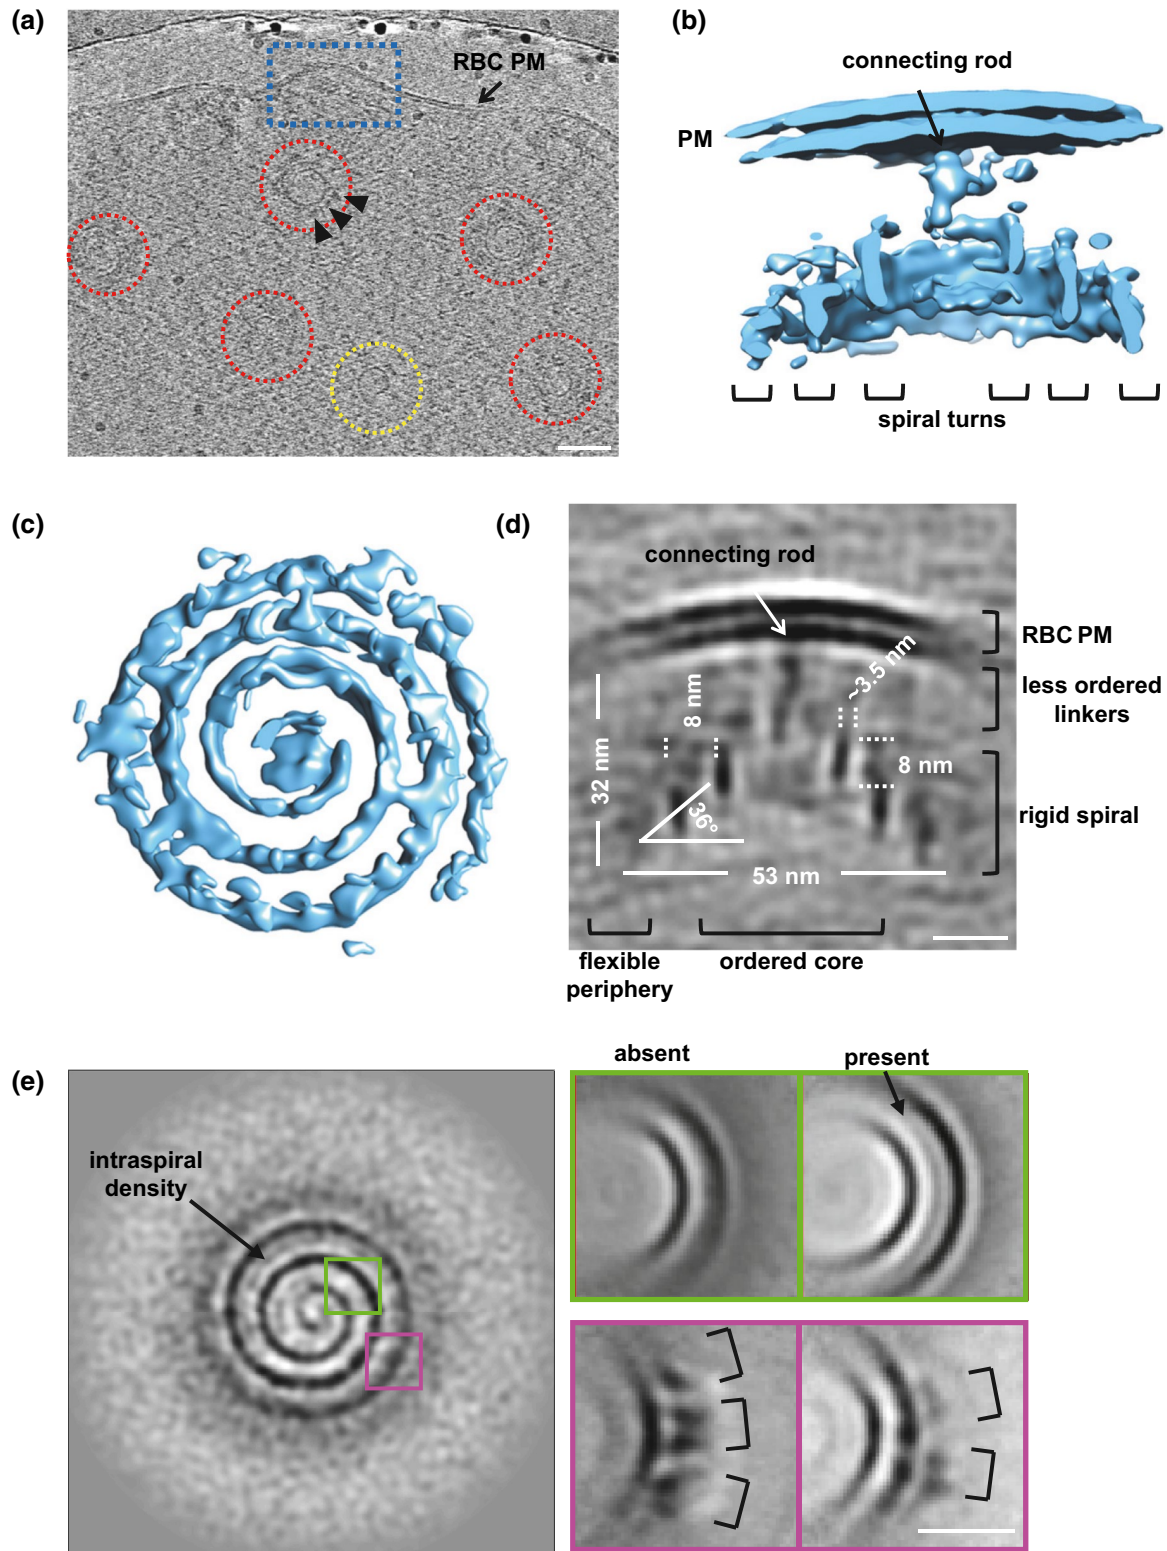 (a)
RBC PM
(b)
connecting rod
PM
spiral turns
(c)
(d)
connecting rod
RBC PM
~3.5 nm
less ordered
linkers
8 nm
32 nm
8 nm
36°
rigid spiral
53 nm
flexible
periphery
ordered core
(e)
intraspiral
density
absent
present